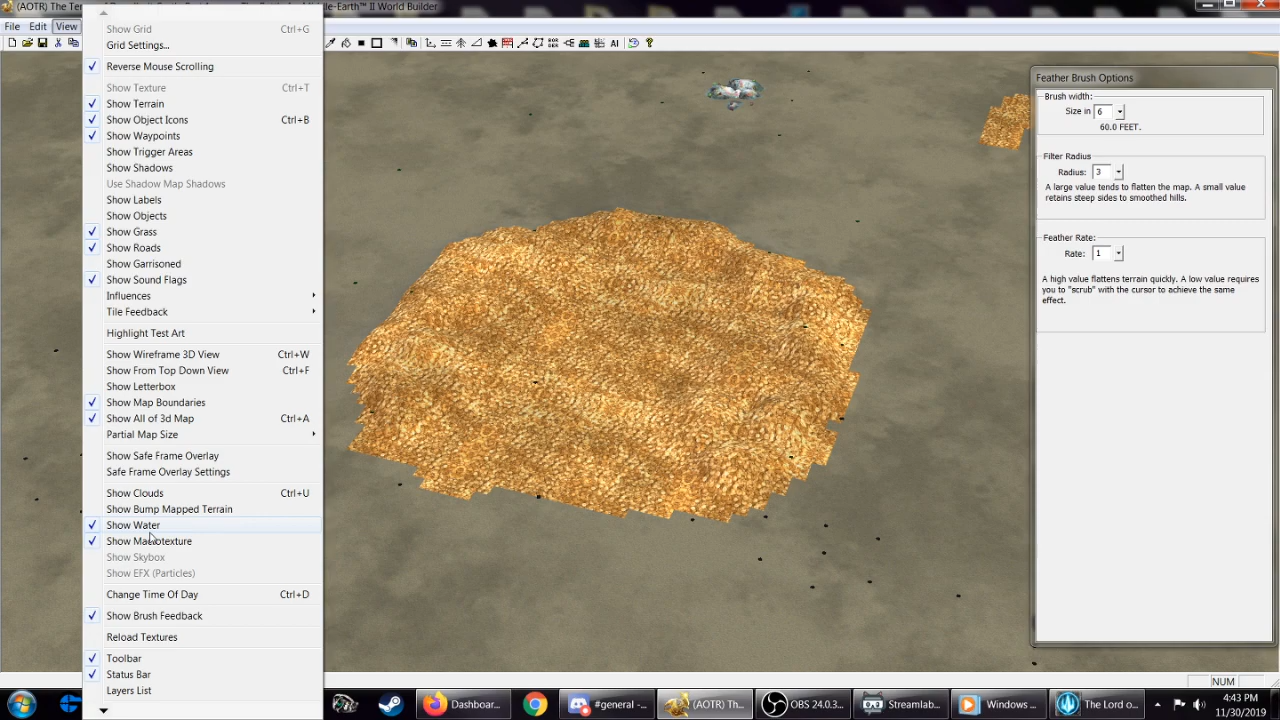 Earth™ II World Builder
File Edit View
Show Grid Ctrl+G
Grid Settings...
Reverse Mouse Scrolling
Show Texture Ctrl+T
Show Terrain
Show Object Icons Ctrl+B
Show Waypoints
Show Trigger Areas
Show Shadows
Use Shadow Map Shadows
Show Labels
Show Objects
Show Grass
Show Roads
Show Garrisoned
Show Sound Flags
Influences
Tile Feedback
Highlight Test Art
Show Wireframe 3D View Ctrl+W
Show From Top Down View Ctrl+F
Show Letterbox
Show Map Boundaries
Show All of 3d Map Ctrl+A
Partial Map Size
Show Safe Frame Overlay
Safe Frame Overlay Settings
Show Clouds Ctrl+U
Show Bump Mapped Terrain
Show Water
Show Macrotexture
Show Skybox
Show EFX (Particles)
Change Time Of Day Ctrl+D
Show Brush Feedback
Reload Textures
Toolbar
Status Bar
Layers List
AI
Feather Brush Options
Brush width:
Size in 6
60.0 FEET.
Filter Radius
Radius: 3
A large value tends to flatten the map. A small value
retains steep sides to smoothed hills.
Feather Rate:
Rate: 1
A high value flattens terrain quickly. A low value requires
you to "scrub" with the cursor to achieve the same
effect.
NUM
Dashboar...
#general -...
(AOTR) Th...
OBS 24.0.3...
Streamlab...
Windows ...
The Lord o...
4:43 PM
11/30/2019